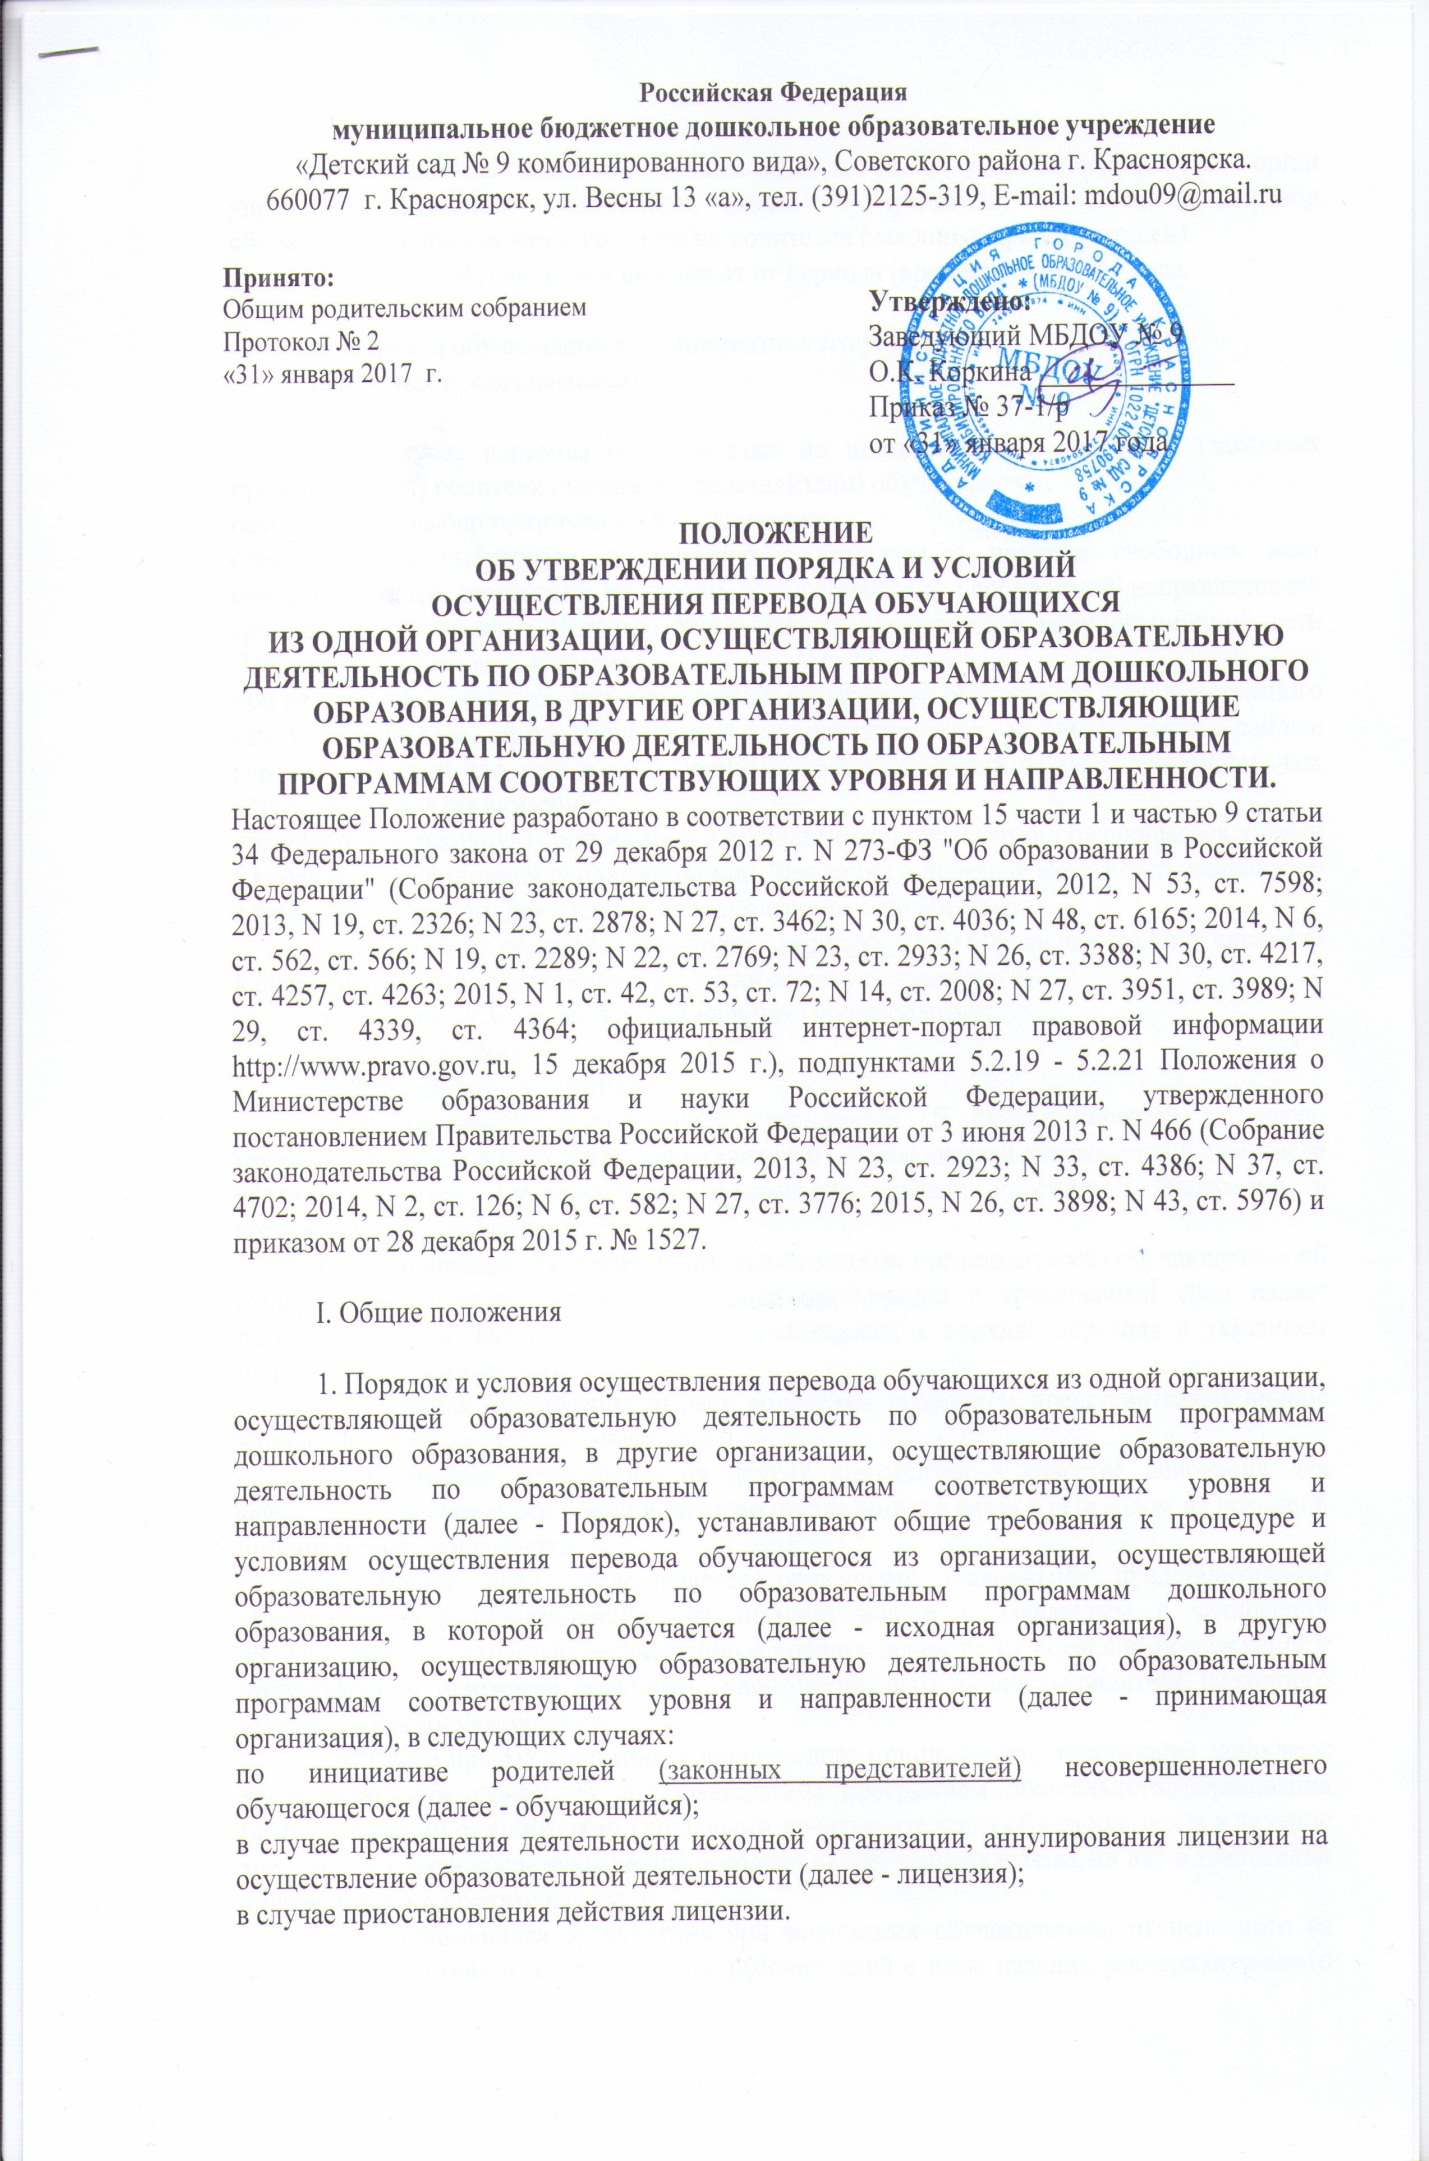 Российская Федерация
муниципальное бюджетное дошкольное образовательное учреждение
«Детский сад № 9 комбинированного вида», Советского района г. Красноярска.
660077 г. Красноярск, ул. Весны 13 «а», тел. (391)2125-319, E-mail: mdou09@mail.ru
Принято:
Общим родительским собранием
Протокол № 2
«31» января 2017 г.
Утверждено:
Заведующий МБДОУ № 9
О.К. Коркина
Приказ № 37-1/р
от «31» января 2017 года
МБДОУ
№ 9
ПОЛОЖЕНИЕ
ОБ УТВЕРЖДЕНИИ ПОРЯДКА И УСЛОВИЙ
ОСУЩЕСТВЛЕНИЯ ПЕРЕВОДА ОБУЧАЮЩИХСЯ
ИЗ ОДНОЙ ОРГАНИЗАЦИИ, ОСУЩЕСТВЛЯЮЩЕЙ ОБРАЗОВАТЕЛЬНУЮ
ДЕЯТЕЛЬНОСТЬ ПО ОБРАЗОВАТЕЛЬНЫМ ПРОГРАММАМ ДОШКОЛЬНОГО
ОБРАЗОВАНИЯ, В ДРУГИЕ ОРГАНИЗАЦИИ, ОСУЩЕСТВЛЯЮЩИЕ
ОБРАЗОВАТЕЛЬНУЮ ДЕЯТЕЛЬНОСТЬ ПО ОБРАЗОВАТЕЛЬНЫМ
ПРОГРАММАМ СООТВЕТСТВУЮЩИХ УРОВНЯ И НАПРАВЛЕННОСТИ.
Настоящее Положение разработано в соответствии с пунктом 15 части 1 и частью 9 статьи
34 Федерального закона от 29 декабря 2012 г. N 273-ФЗ "Об образовании в Российской
Федерации" (Собрание законодательства Российской Федерации, 2012, N 53, ст. 7598;
2013, N 19, ст. 2326; N 23, ст. 2878; N 27, ст. 3462; N 30, ст. 4036; N 48, ст. 6165; 2014, N 6,
ст. 562, ст. 566; N 19, ст. 2289; N 22, ст. 2769; N 23, ст. 2933; N 26, ст. 3388; N 30, ст. 4217,
ст. 4257, ст. 4263; 2015, N 1, ст. 42, ст. 53, ст. 72; N 14, ст. 2008; N 27, ст. 3951, ст. 3989; N
29, ст. 4339, ст. 4364; официальный интернет-портал правовой информации
http://www.pravo.gov.ru, 15 декабря 2015 г.), подпунктами 5.2.19 - 5.2.21 Положения о
Министерстве образования и науки Российской Федерации, утвержденного
постановлением Правительства Российской Федерации от 3 июня 2013 г. N 466 (Собрание
законодательства Российской Федерации, 2013, N 23, ст. 2923; N 33, ст. 4386; N 37, ст.
4702; 2014, N 2, ст. 126; N 6, ст. 582; N 27, ст. 3776; 2015, N 26, ст. 3898; N 43, ст. 5976) и
приказом от 28 декабря 2015 г. № 1527.
I. Общие положения
1. Порядок и условия осуществления перевода обучающихся из одной организации,
осуществляющей образовательную деятельность по образовательным программам
дошкольного образования, в другие организации, осуществляющие образовательную
деятельность по образовательным программам соответствующих уровня и
направленности (далее - Порядок), устанавливают общие требования к процедуре и
условиям осуществления перевода обучающегося из организации, осуществляющей
образовательную деятельность по образовательным программам дошкольного
образования, в которой он обучается (далее - исходная организация), в другую
организацию, осуществляющую образовательную деятельность по образовательным
программам соответствующих уровня и направленности (далее - принимающая
организация), в следующих случаях:
по инициативе родителей (законных представителей) несовершеннолетнего
обучающегося (далее - обучающийся);
в случае прекращения деятельности исходной организации, аннулирования лицензии на
осуществление образовательной деятельности (далее - лицензия);
в случае приостановления действия лицензии.